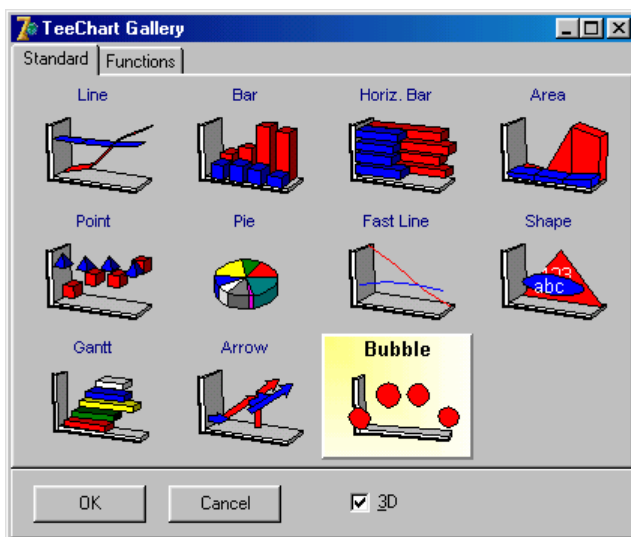 TeeChart Gallery
Standard Functions
Line Bar Horiz. Bar Area
Point Pie Fast Line Shape
123
abc
Gantt Arrow Bubble
OK Cancel 3D